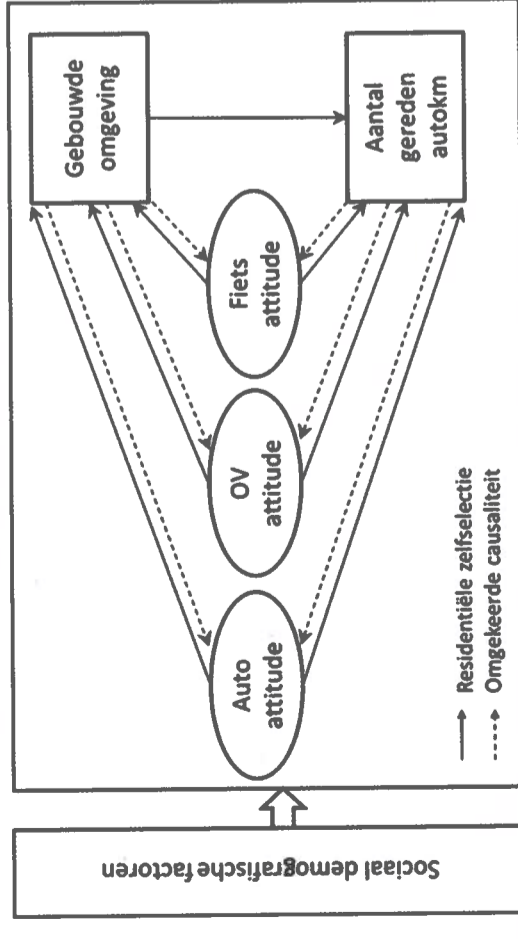 Sociaal demografische factoren
Auto
attitude
OV
attitude
Fiets
attitude
Gebouwde
omgeving
Aantal
gereden
autokm
Residentiële zelfselectie
Omgekeerde causaliteit